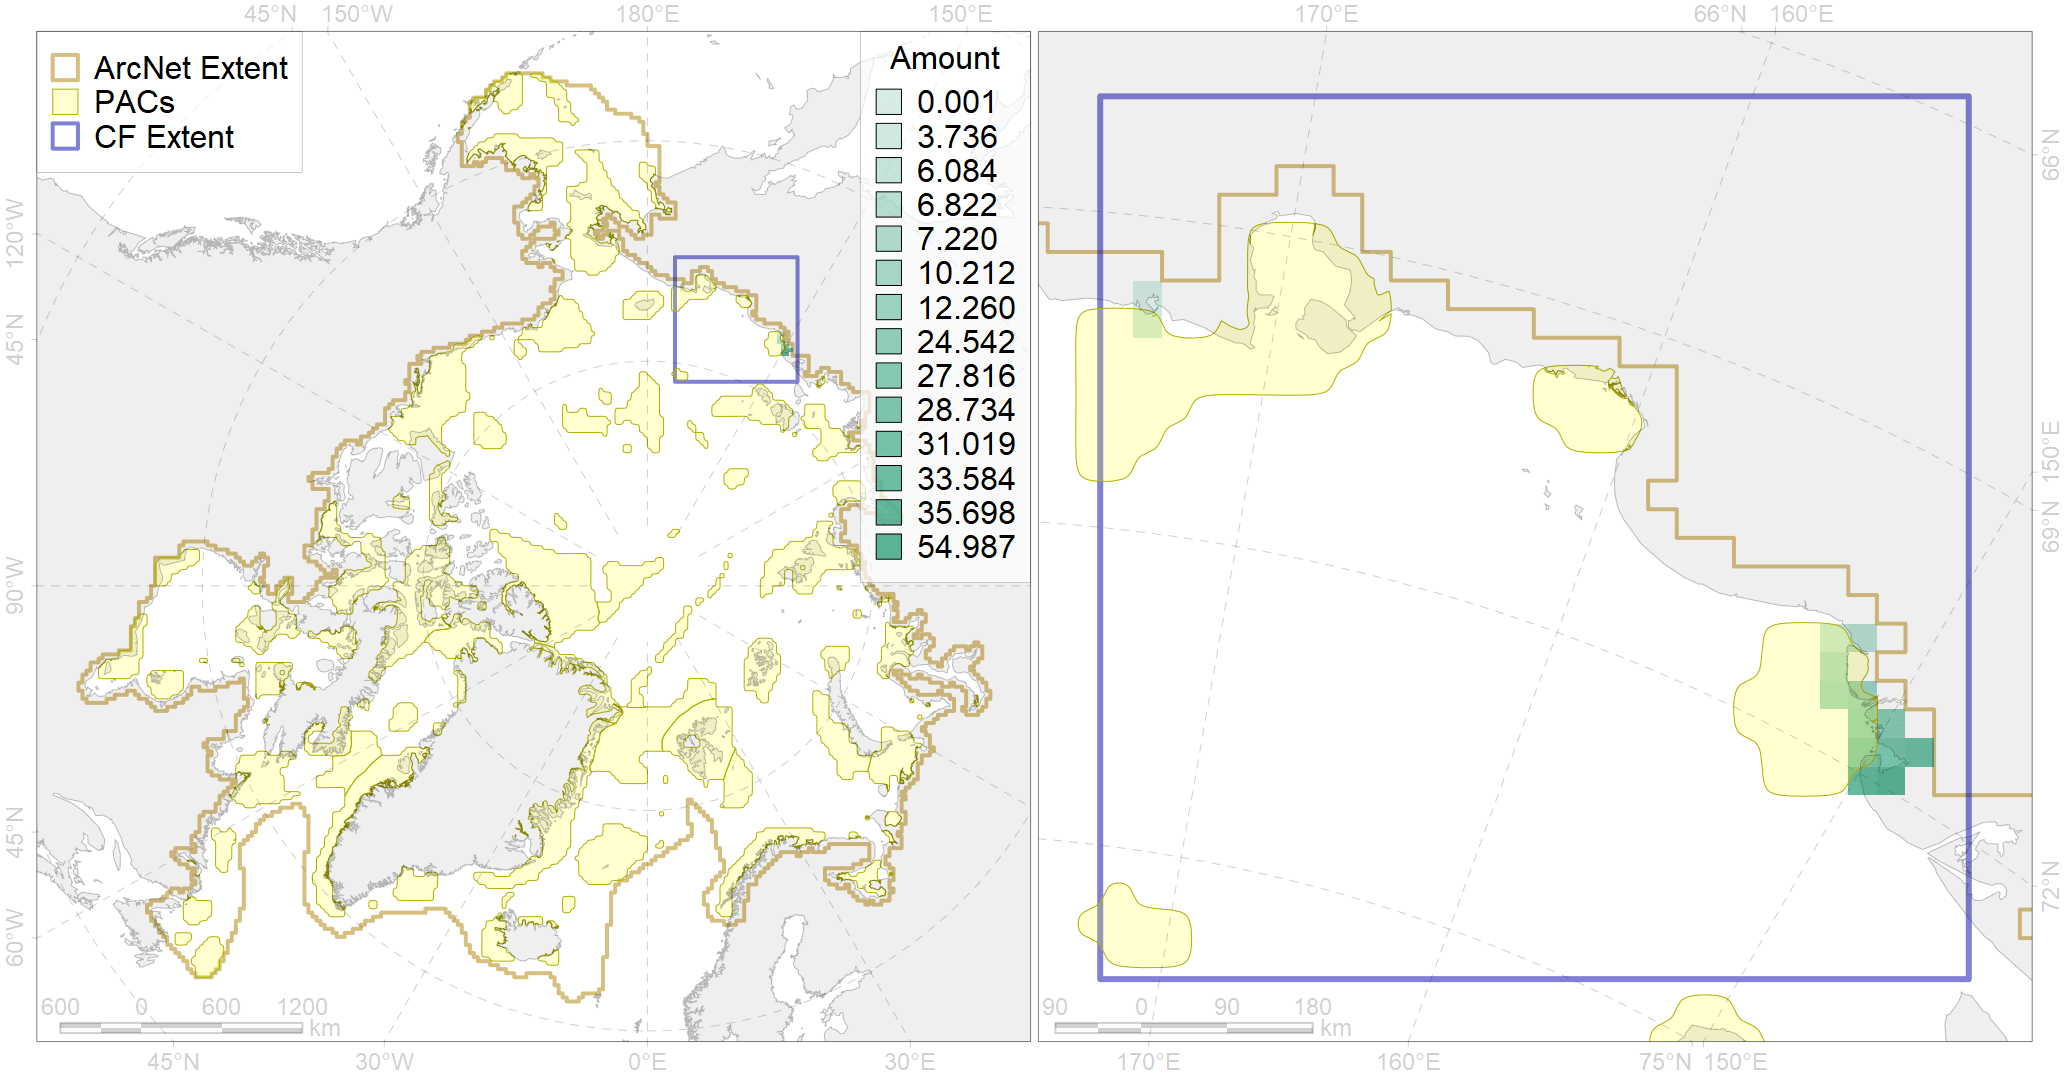 45°N 150°W 180°E 150°E 170°E 66°N 160°E
ArcNet Extent
PACs
CF Extent
Amount
0.001
3.736
6.084
6.822
7.220
10.212
12.260
24.542
27.816
28.734
31.019
33.584
35.698
54.987
120°W
45°N
90°W
45°N
60°W
66°N
150°E
69°N
72°N
600 0 600 1200
km
90 0 90 180
km
45°N 30°W 0°E 30°E 170°E 160°E 75°N 150°E